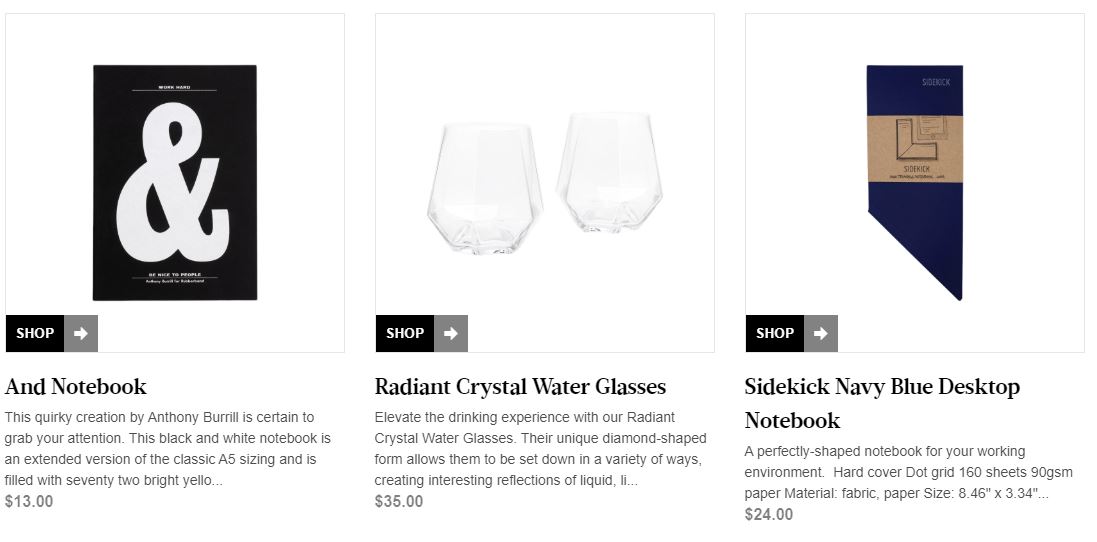 WORK HARD
BE NICE TO PEOPLE
Anthony Burrill for Rubberband
SIDEKICK
SIDEKICK
SHOP
SHOP
SHOP
And Notebook
This quirky creation by Anthony Burrill is certain to
grab your attention. This black and white notebook is
an extended version of the classic A5 sizing and is
filled with seventy two bright yello...
$13.00
Radiant Crystal Water Glasses
Elevate the drinking experience with our Radiant
Crystal Water Glasses. Their unique diamond-shaped
form allows them to be set down in a variety of ways,
creating interesting reflections of liquid, li...
$35.00
Sidekick Navy Blue Desktop
Notebook
A perfectly-shaped notebook for your working
environment.  Hard cover Dot grid 160 sheets 90gsm
paper Material: fabric, paper Size: 8.46" x 3.34"...
$24.00